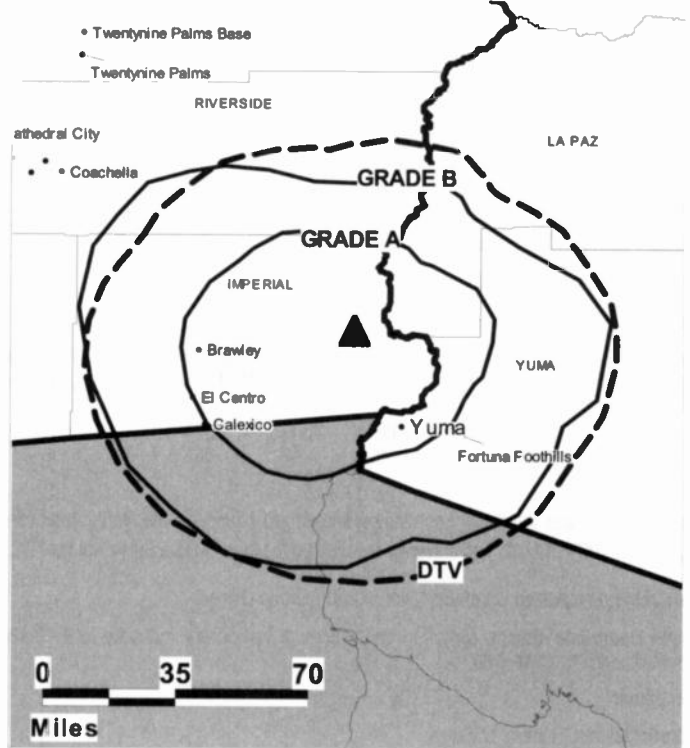 Twentynine Palms Base
Twentynine Palms
RIVERSIDE
athedral City
LA PAZ
Coachella
GRADE B
GRADE A
IMPERIAL
Brawley
YUMA
El Centro
Calexico
Yuma
Fortuna Foothills
DTV
0 35 70
Miles